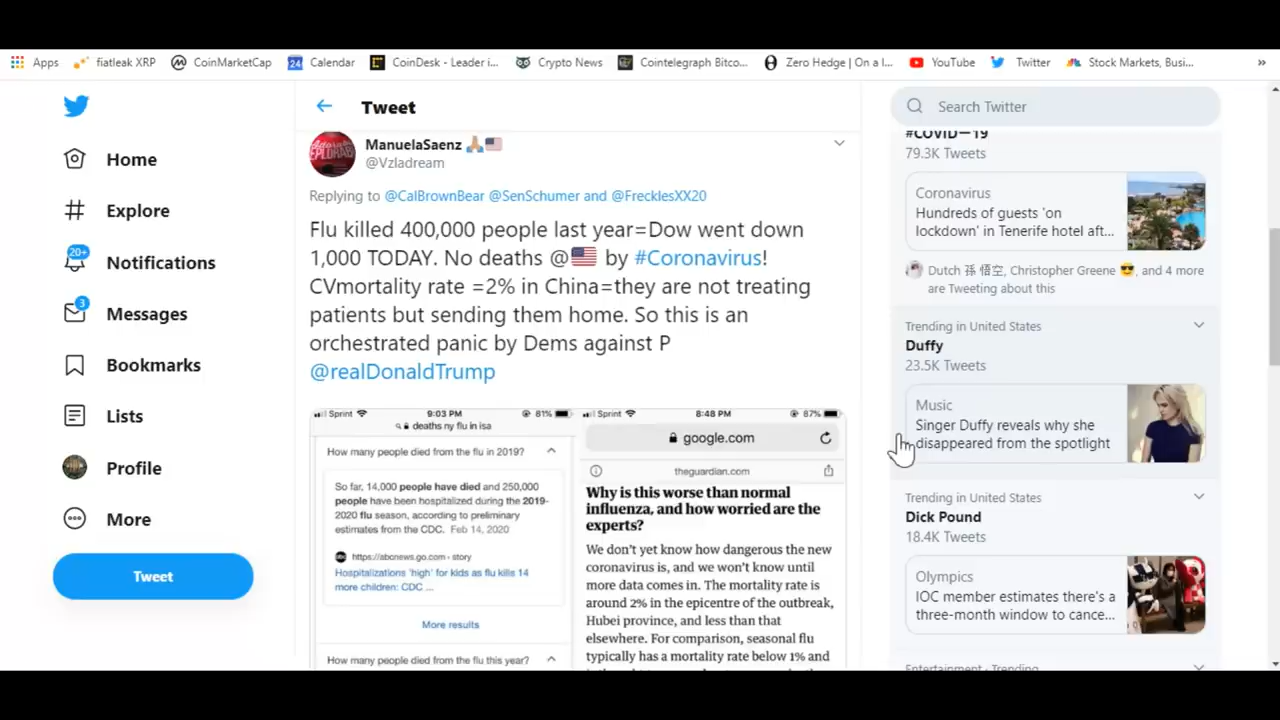 Apps fiatleak XRP CoinMarketCap 24 Calendar CoinDesk - Leader i... Crypto News Cointelegraph Bitco... Zero Hedge | On a l... YouTube Twitter Stock Markets, Busi... »
Home
Explore
20+
Notifications
3
Messages
Bookmarks
Lists
Profile
More
Tweet
Tweet
ManuelaSaenz
@Vzladream
Replying to @CalBrownBear @SenSchumer and @FrecklesXX20
Flu killed 400,000 people last year=Dow went down
1,000 TODAY. No deaths @🇺🇸 by #Coronavirus!
CVmortality rate =2% in China=they are not treating
patients but sending them home. So this is an
orchestrated panic by Dems against P
@realDonaldTrump
Sprint 9:03 PM 81%
deaths ny flu in isa
How many people died from the flu in 2019?
So far, 14,000 people have died and 250,000
people have been hospitalized during the 2019-
2020 flu season, according to preliminary
estimates from the CDC. Feb 14, 2020
https://abcnews.go.com › story
Hospitalizations 'high' for kids as flu kills 14
more children: CDC ...
More results
How many people died from the flu this year?
Sprint 8:48 PM 87%
google.com
theguardian.com
Why is this worse than normal
influenza, and how worried are the
experts?
We don't yet know how dangerous the new
coronavirus is, and we won't know until
more data comes in. The mortality rate is
around 2% in the epicentre of the outbreak,
Hubei province, and less than that
elsewhere. For comparison, seasonal flu
typically has a mortality rate below 1% and
Search Twitter
#COVID-19
79.3K Tweets
Coronavirus
Hundreds of guests 'on
lockdown' in Tenerife hotel aft...
Dutch 孫 悟空, Christopher Greene 😎, and 4 more
are Tweeting about this
Trending in United States
Duffy
23.5K Tweets
Music
Singer Duffy reveals why she
disappeared from the spotlight
Trending in United States
Dick Pound
18.4K Tweets
Olympics
IOC member estimates there's a
three-month window to cance...
Entertainment · Trending